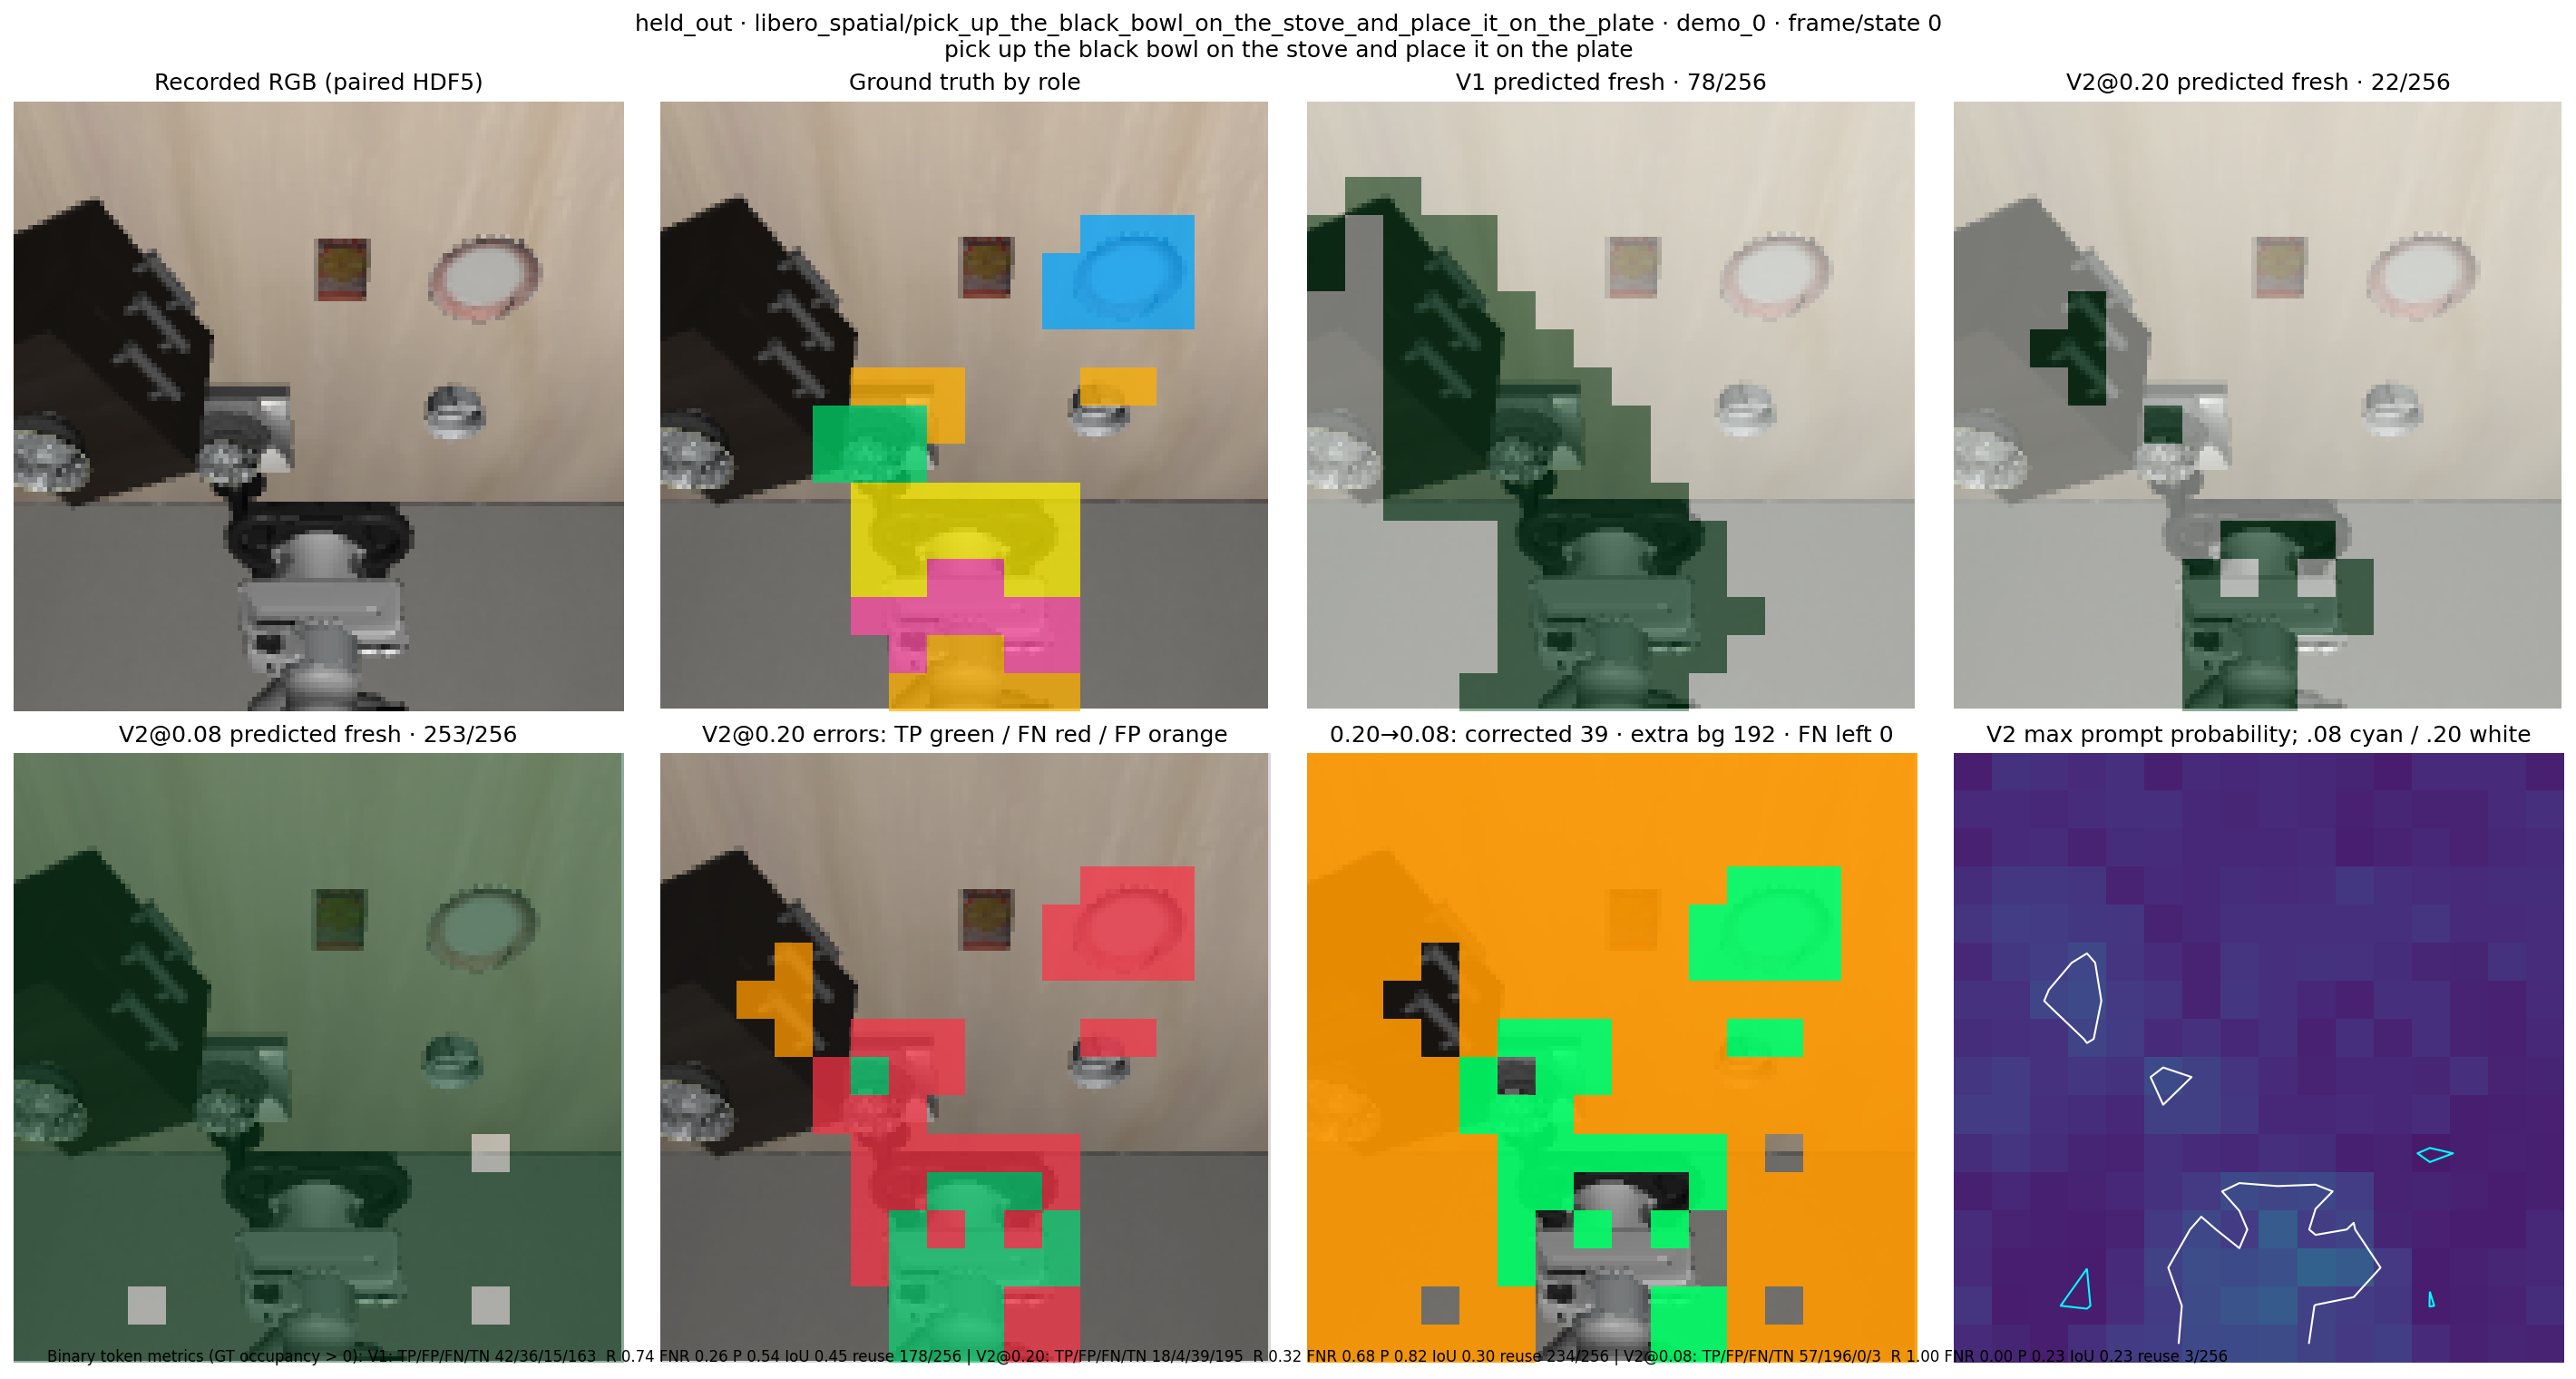 held_out · libero_spatial/pick_up_the_black_bowl_on_the_stove_and_place_it_on_the_plate · demo_0 · frame/state 0
pick up the black bowl on the stove and place it on the plate
Recorded RGB (paired HDF5)
Ground truth by role
V1 predicted fresh · 78/256
V2@0.20 predicted fresh · 22/256
V2@0.08 predicted fresh · 253/256
V2@0.20 errors: TP green / FN red / FP orange
0.20→0.08: corrected 39 · extra bg 192 · FN left 0
V2 max prompt probability; .08 cyan / .20 white
Binary token metrics (GT occupancy > 0): V1: TP/FP/FN/TN 42/36/15/163 R 0.74 FNR 0.26 P 0.54 IoU 0.45 reuse 178/256 | V2@0.20: TP/FP/FN/TN 18/4/39/195 R 0.32 FNR 0.68 P 0.82 IoU 0.30 reuse 234/256 | V2@0.08: TP/FP/FN/TN 57/196/0/3 R 1.00 FNR 0.00 P 0.23 IoU 0.23 reuse 3/256